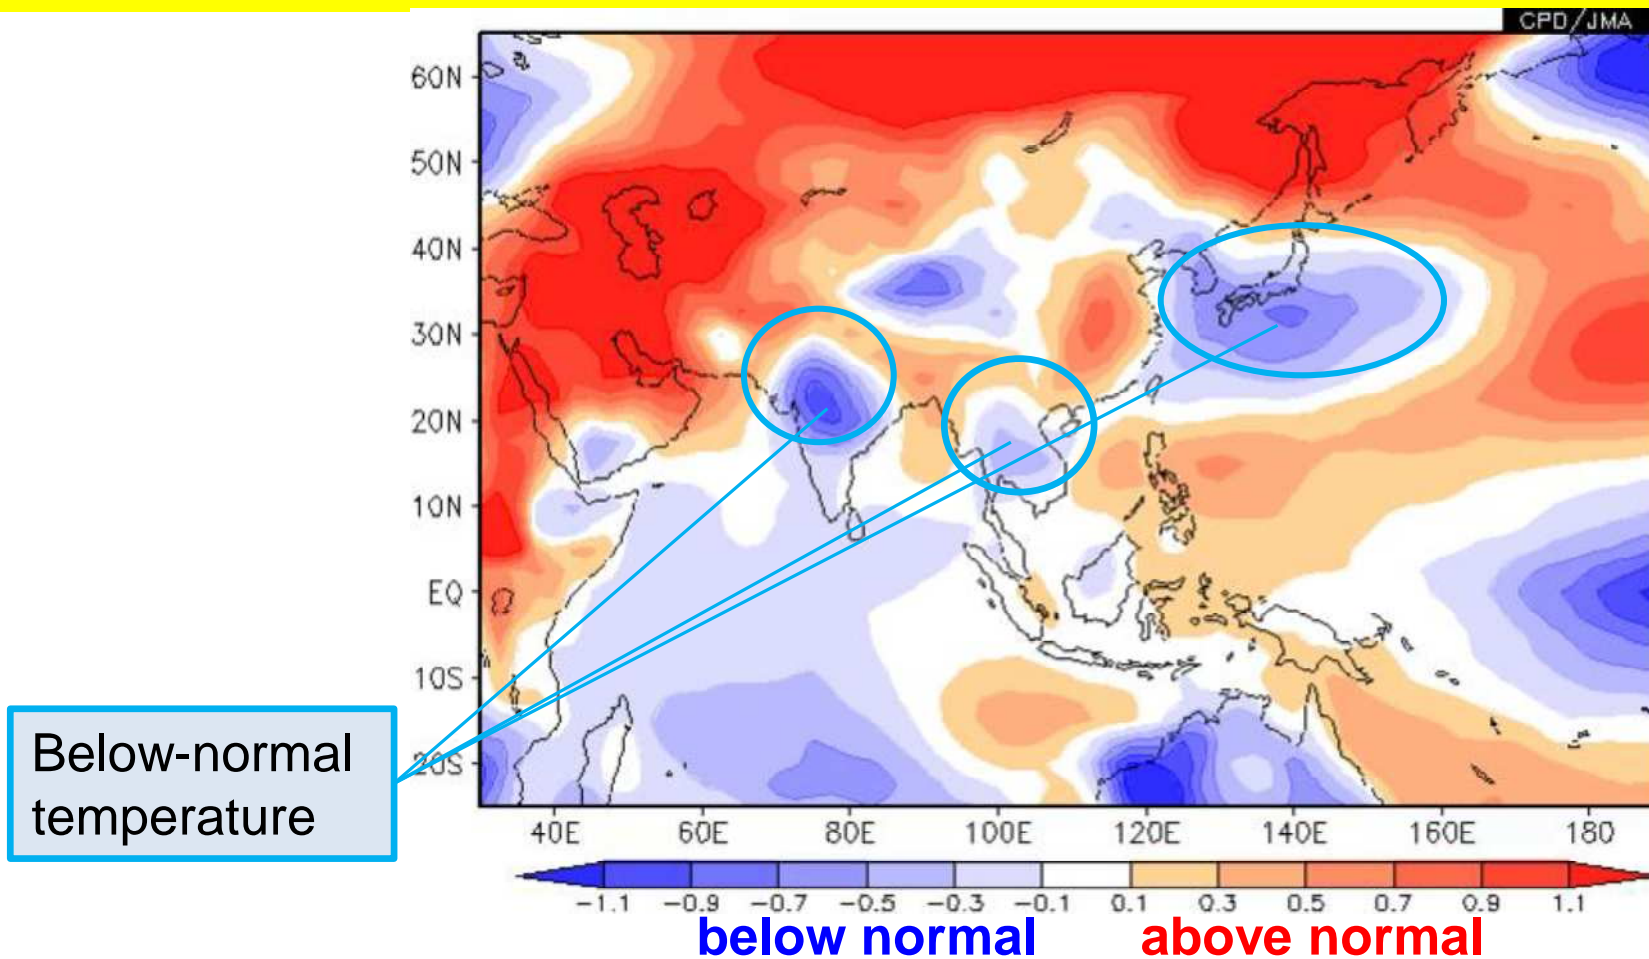 CPD/JMA
60N
50N
40N
30N
20N
10N
EQ
10S
20S
Below-normal
temperature
40E 60E 80E 100E 120E 140E 160E 180
−1.1 −0.9 −0.7 −0.5 −0.3 −0.1 0.1 0.3 0.5 0.7 0.9 1.1
below normal above normal